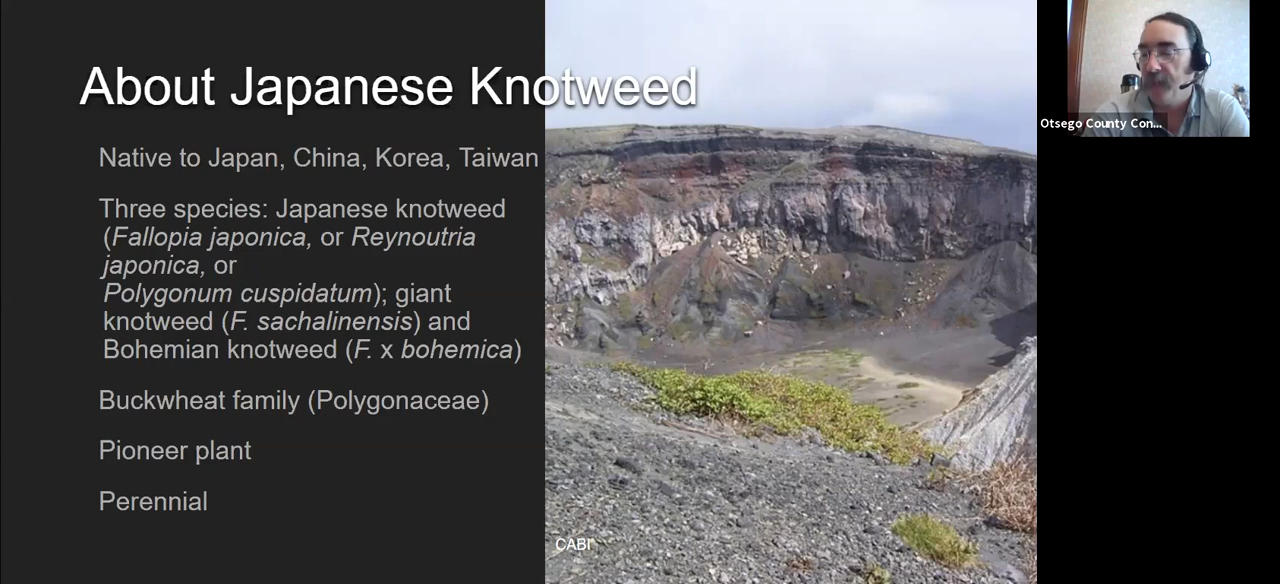 About Japanese Knotweed
Native to Japan, China, Korea, Taiwan
Three species: Japanese knotweed
(Fallopia japonica, or Reynoutria
japonica, or
Polygonum cuspidatum); giant
knotweed (F. sachalinensis) and
Bohemian knotweed (F. x bohemica)
Buckwheat family (Polygonaceae)
Pioneer plant
Perennial
CABI
Otsego County Con...